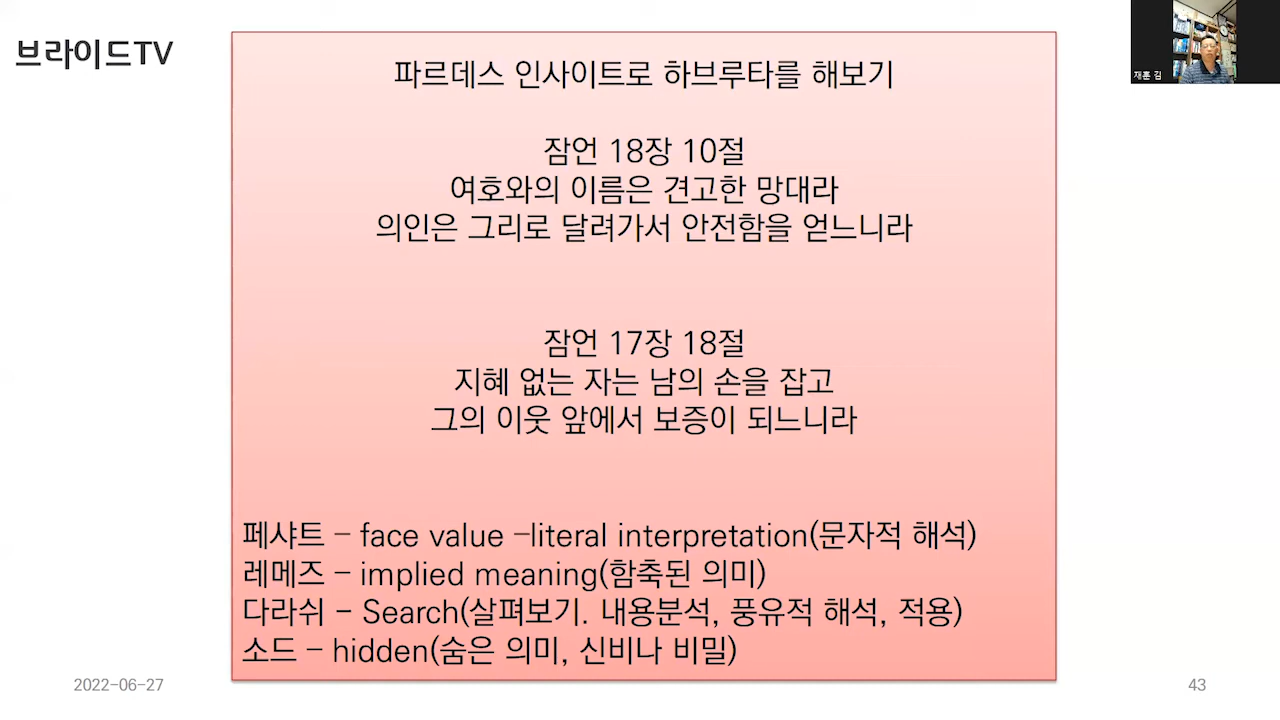 브라이드TV
파르데스 인사이트로 하브루타를 해보기
잠언 18장 10절
여호와의 이름은 견고한 망대라
의인은 그리로 달려가서 안전함을 얻느니라
잠언 17장 18절
지혜 없는 자는 남의 손을 잡고
그의 이웃 앞에서 보증이 되느니라
페샤트 – face value –literal interpretation(문자적 해석)
레메즈 – implied meaning(함축된 의미)
다라쉬 – Search(살펴보기. 내용분석, 풍유적 해석, 적용)
소드 – hidden(숨은 의미, 신비나 비밀)
2022-06-27
43
재훈 김